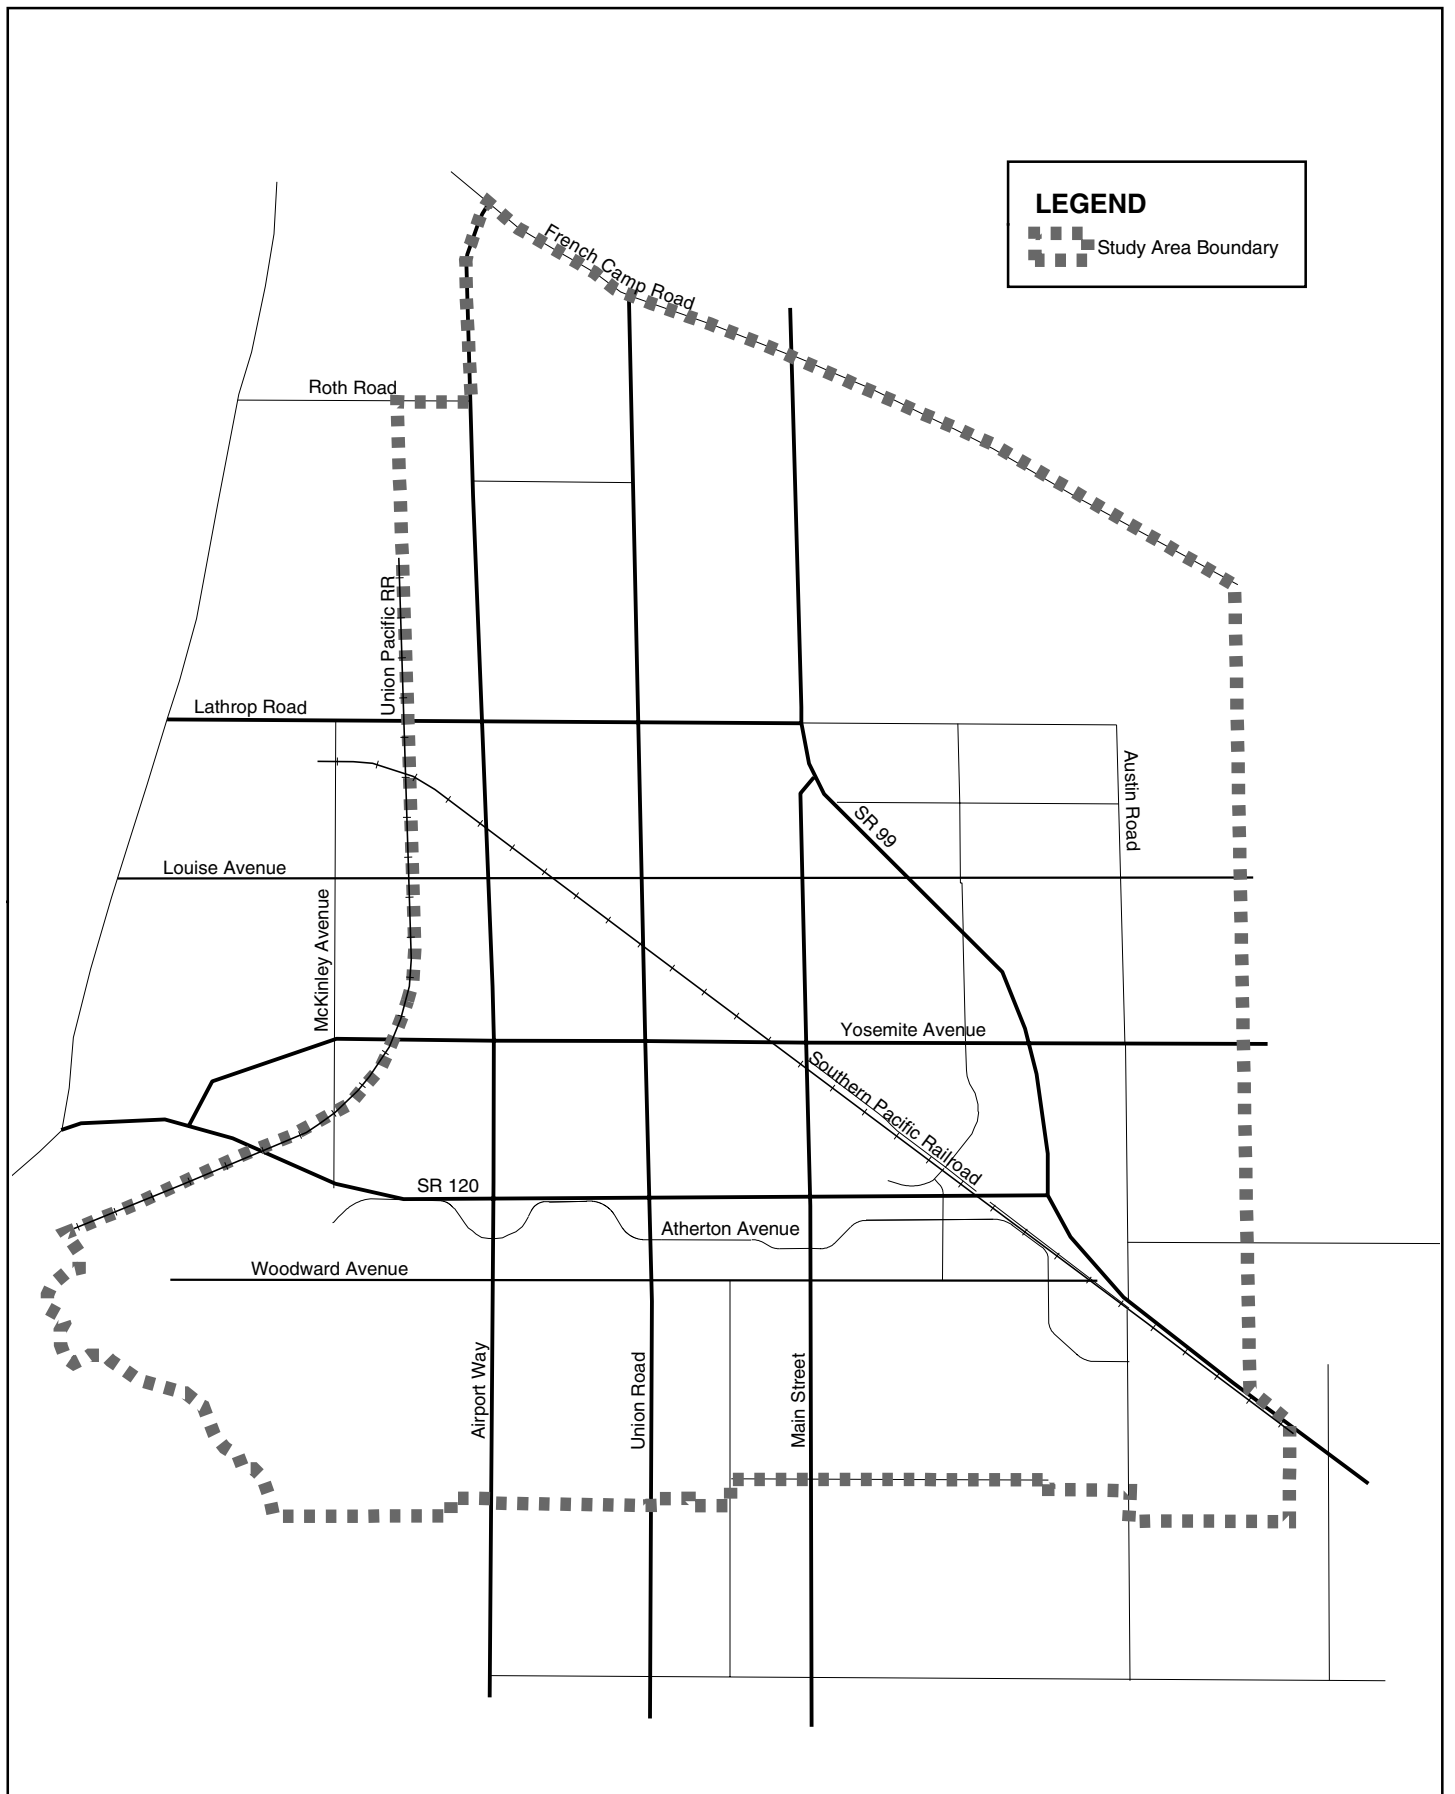 LEGEND
Study Area Boundary
French Camp Road
Roth Road
Union Pacific RR
Lathrop Road
Austin Road
SR 99
Louise Avenue
McKinley Avenue
Yosemite Avenue
Southern Pacific Railroad
SR 120
Atherton Avenue
Woodward Avenue
Airport Way
Union Road
Main Street